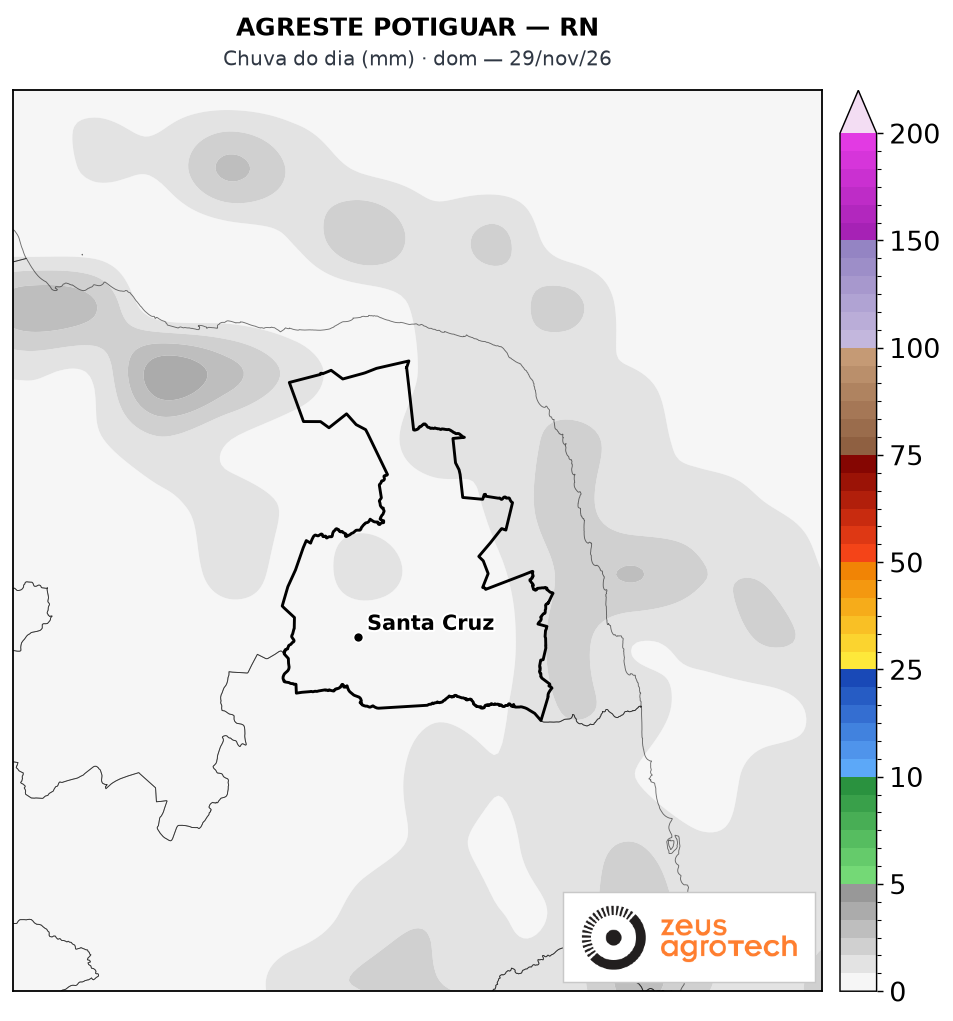 AGRESTE POTIGUAR — RN
Chuva do dia (mm) · dom — 29/nov/26
200
150
100
75
50
25
10
5
0
Santa Cruz
zeus
agrotech